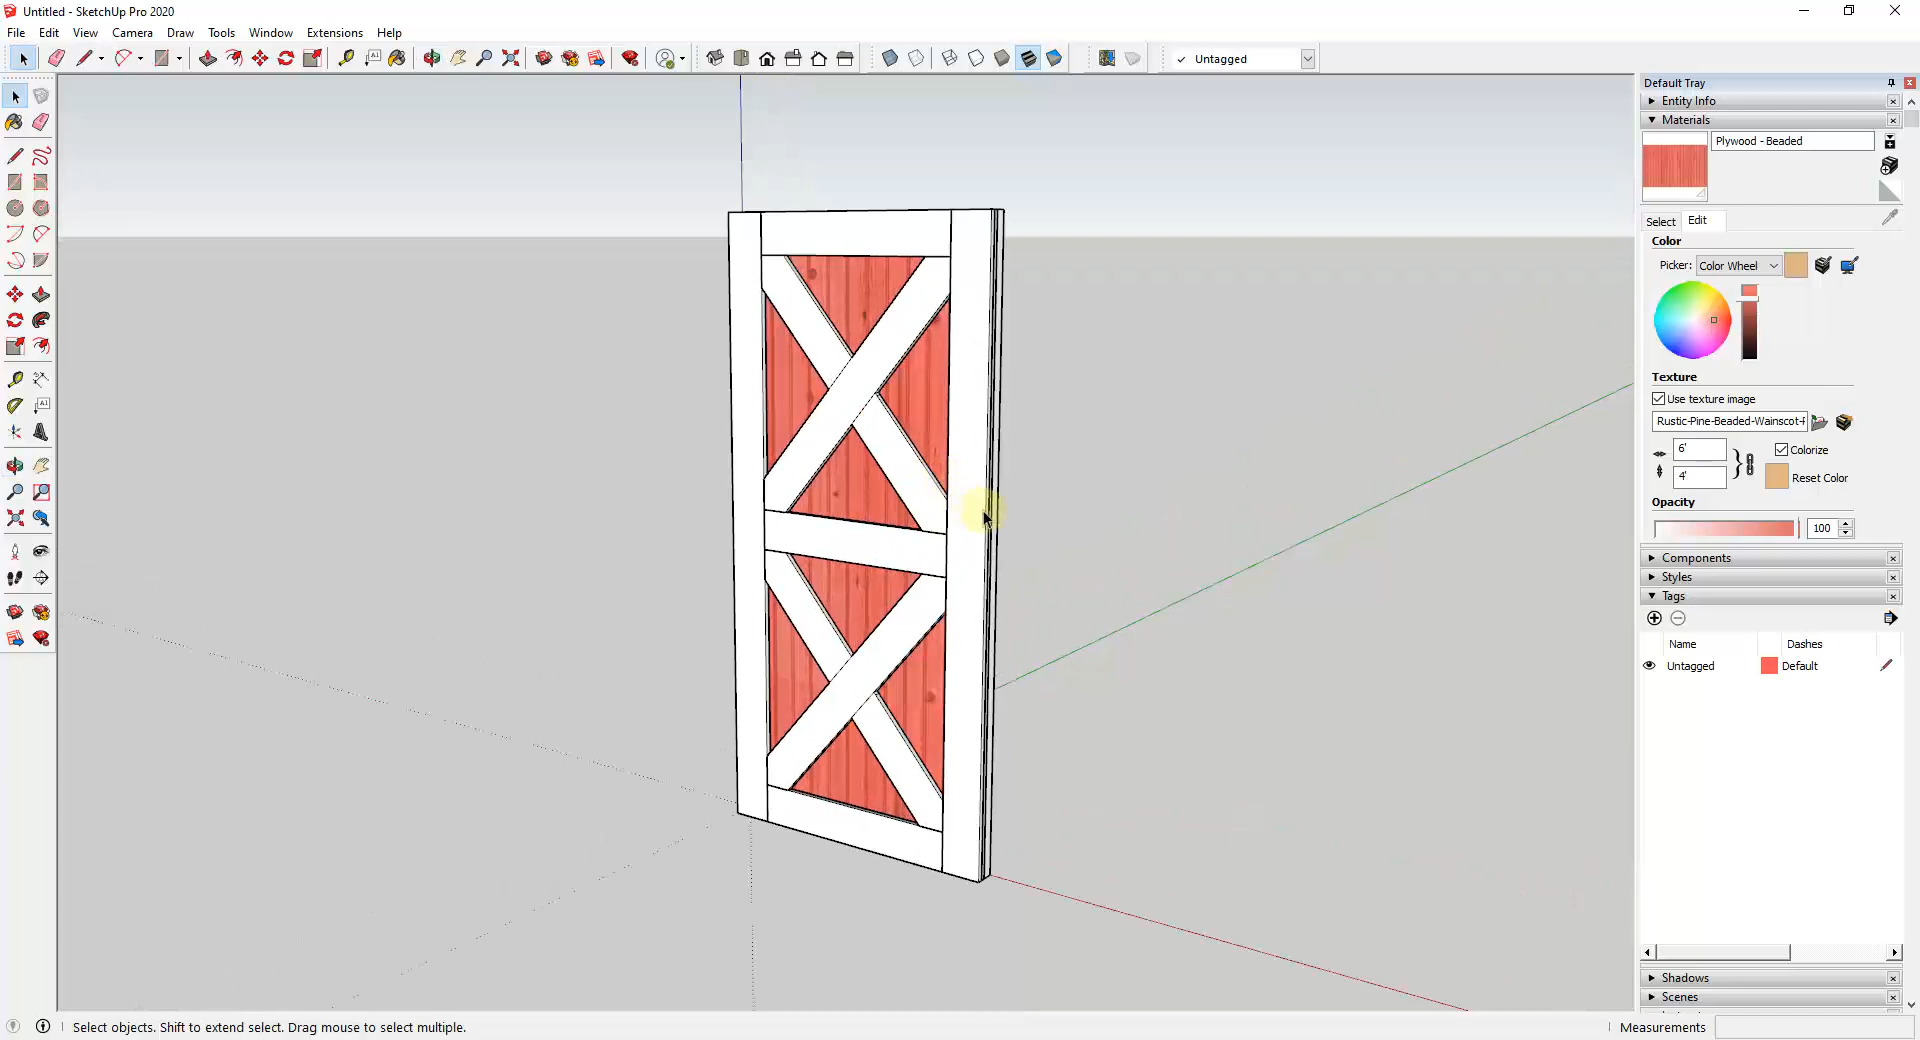 Untitled - SketchUp Pro 2020
File Edit View Camera Draw Tools Window Extensions Help
Untagged
Default Tray
Entity Info
Materials
Plywood - Beaded
Select Edit
Color
Picker: Color Wheel
Texture
Use texture image
Rustic-Pine-Beaded-Wainscot-F
6'
Colorize
4'
Reset Color
Opacity
100
Components
Styles
Tags
Name Dashes
Untagged Default
Shadows
Scenes
Select objects. Shift to extend select. Drag mouse to select multiple.
Measurements